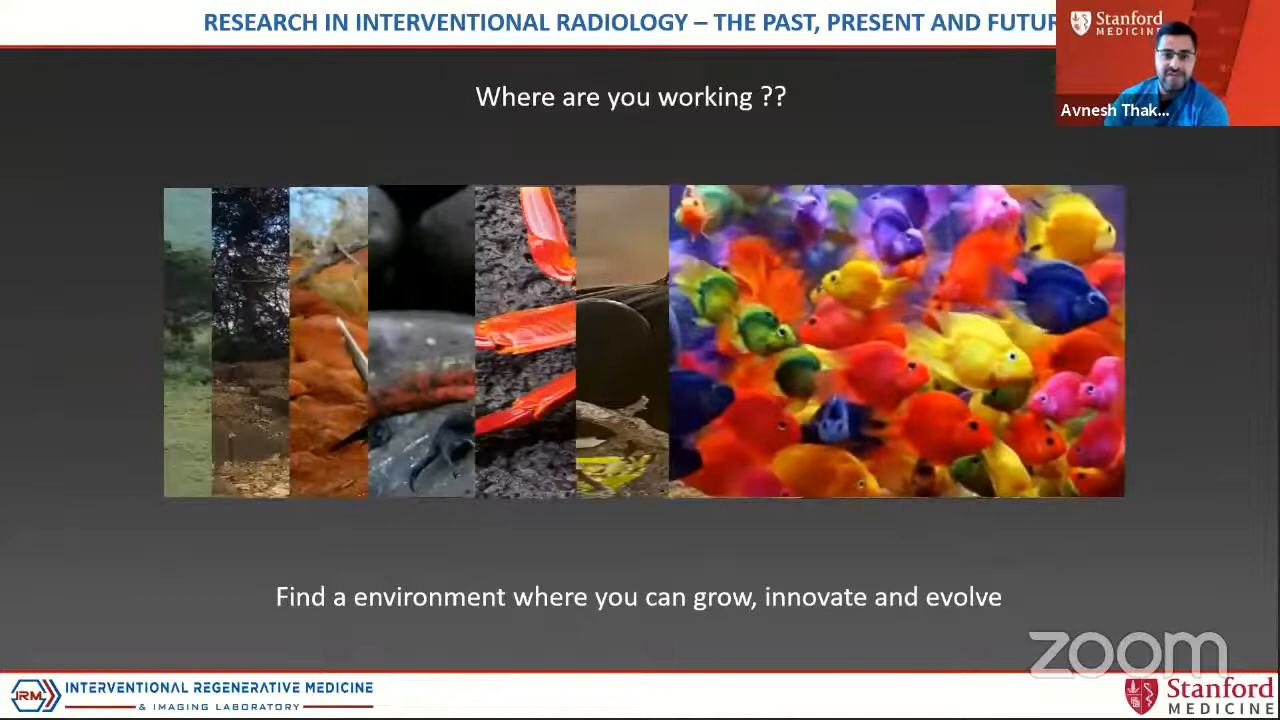 RESEARCH IN INTERVENTIONAL RADIOLOGY – THE PAST, PRESENT AND FUTUR
Stanford
MEDICINE
Avnesh Thak...
Where are you working ??
Find a environment where you can grow, innovate and evolve
zoom
IRM
INTERVENTIONAL REGENERATIVE MEDICINE
& IMAGING LABORATORY
Stanford
MEDICINE